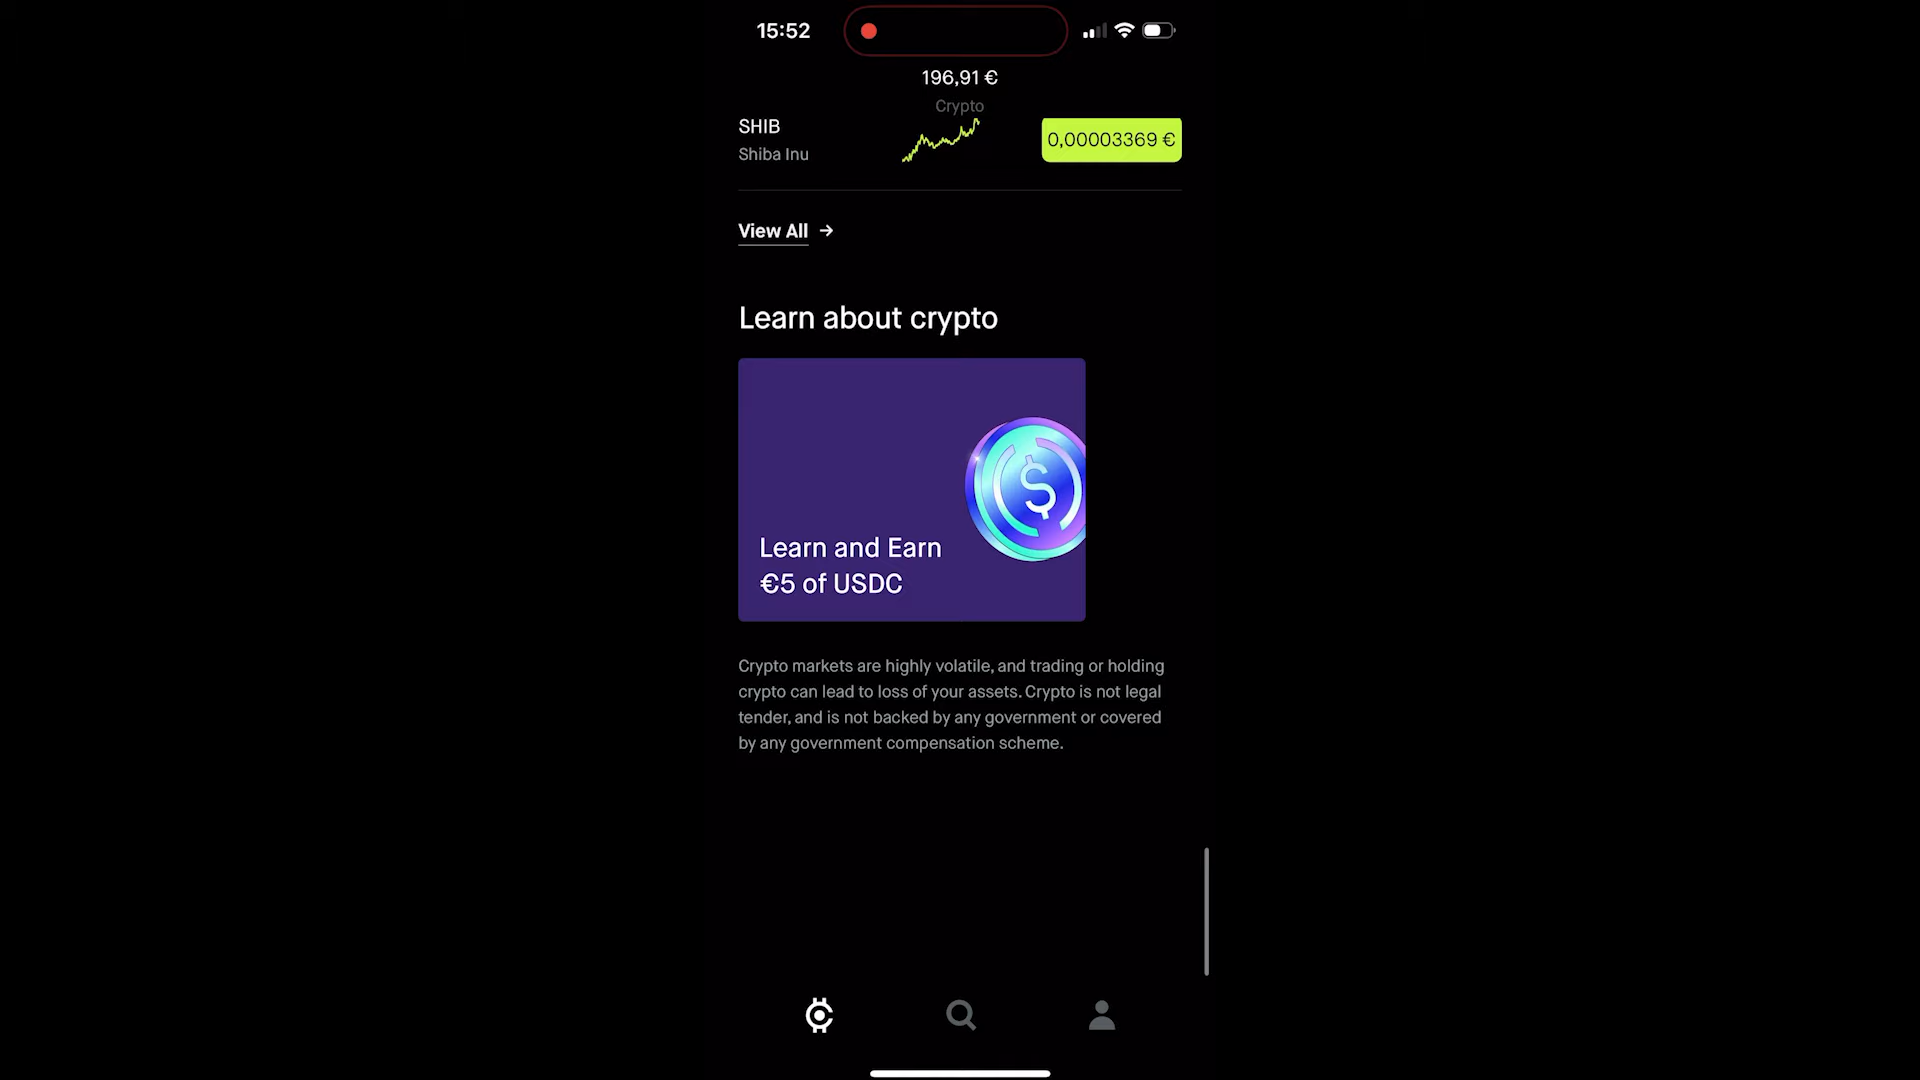 15:52
196,91 €
Crypto
SHIB
Shiba Inu
0,00003369 €
View All
Learn about crypto
Learn and Earn
€5 of USDC
Crypto markets are highly volatile, and trading or holding
crypto can lead to loss of your assets. Crypto is not legal
tender, and is not backed by any government or covered
by any government compensation scheme.